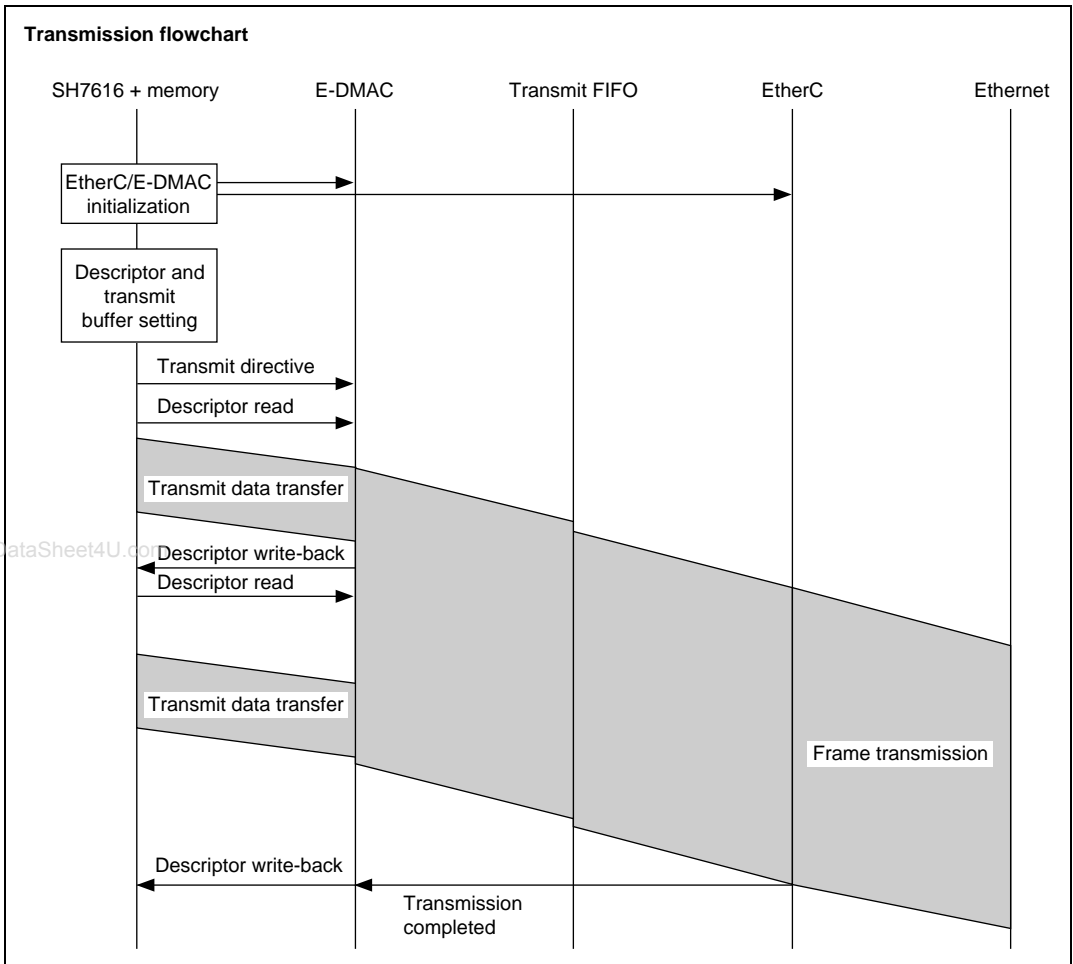 Transmission flowchart
SH7616 + memory
E-DMAC
Transmit FIFO
EtherC
Ethernet
EtherC/E-DMAC
initialization
Descriptor and
transmit
buffer setting
Transmit directive
Descriptor read
Transmit data transfer
DataSheet4U.com
Descriptor write-back
Descriptor read
Transmit data transfer
Frame transmission
Descriptor write-back
Transmission
completed